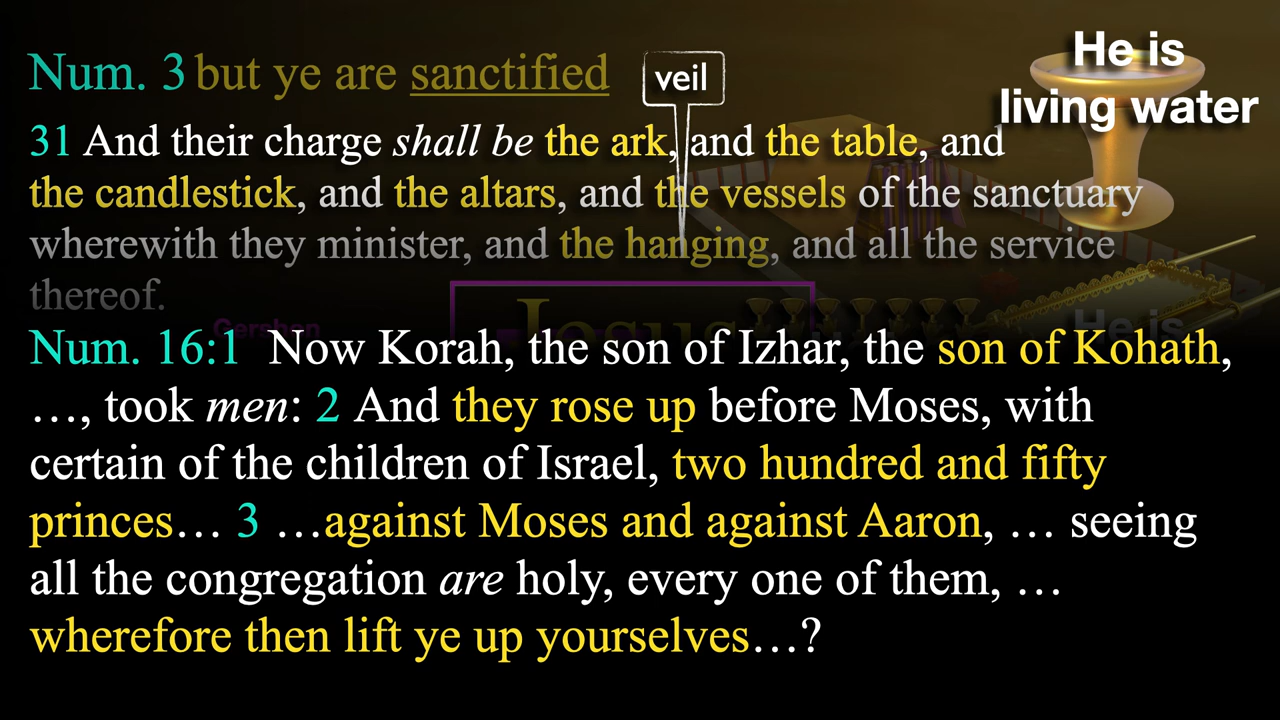 Num. 3 but ye are sanctified
veil
He is
living water
31 And their charge shall be the ark, and the table, and
the candlestick, and the altars, and the vessels of the sanctuary
wherewith they minister, and the hanging, and all the service
thereof.
Gershon
Jesus
He is
Num. 16:1 Now Korah, the son of Izhar, the son of Kohath,
…, took men: 2 And they rose up before Moses, with
certain of the children of Israel, two hundred and fifty
princes… 3 …against Moses and against Aaron, … seeing
all the congregation are holy, every one of them, …
wherefore then lift ye up yourselves…?